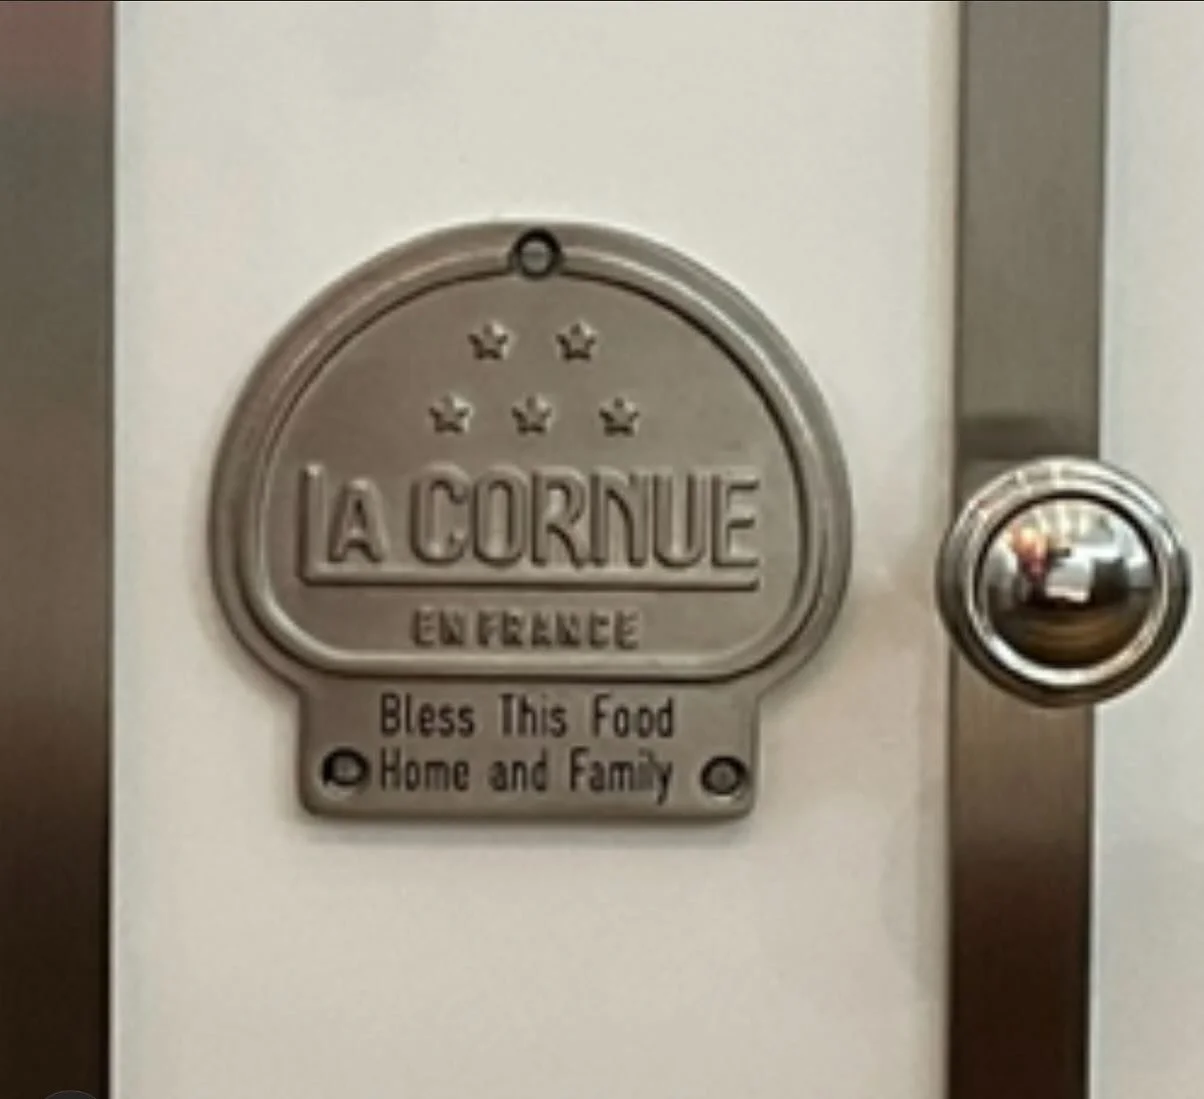 LA CORNUE
EN FRANCE
Bless This Food
Home and Family